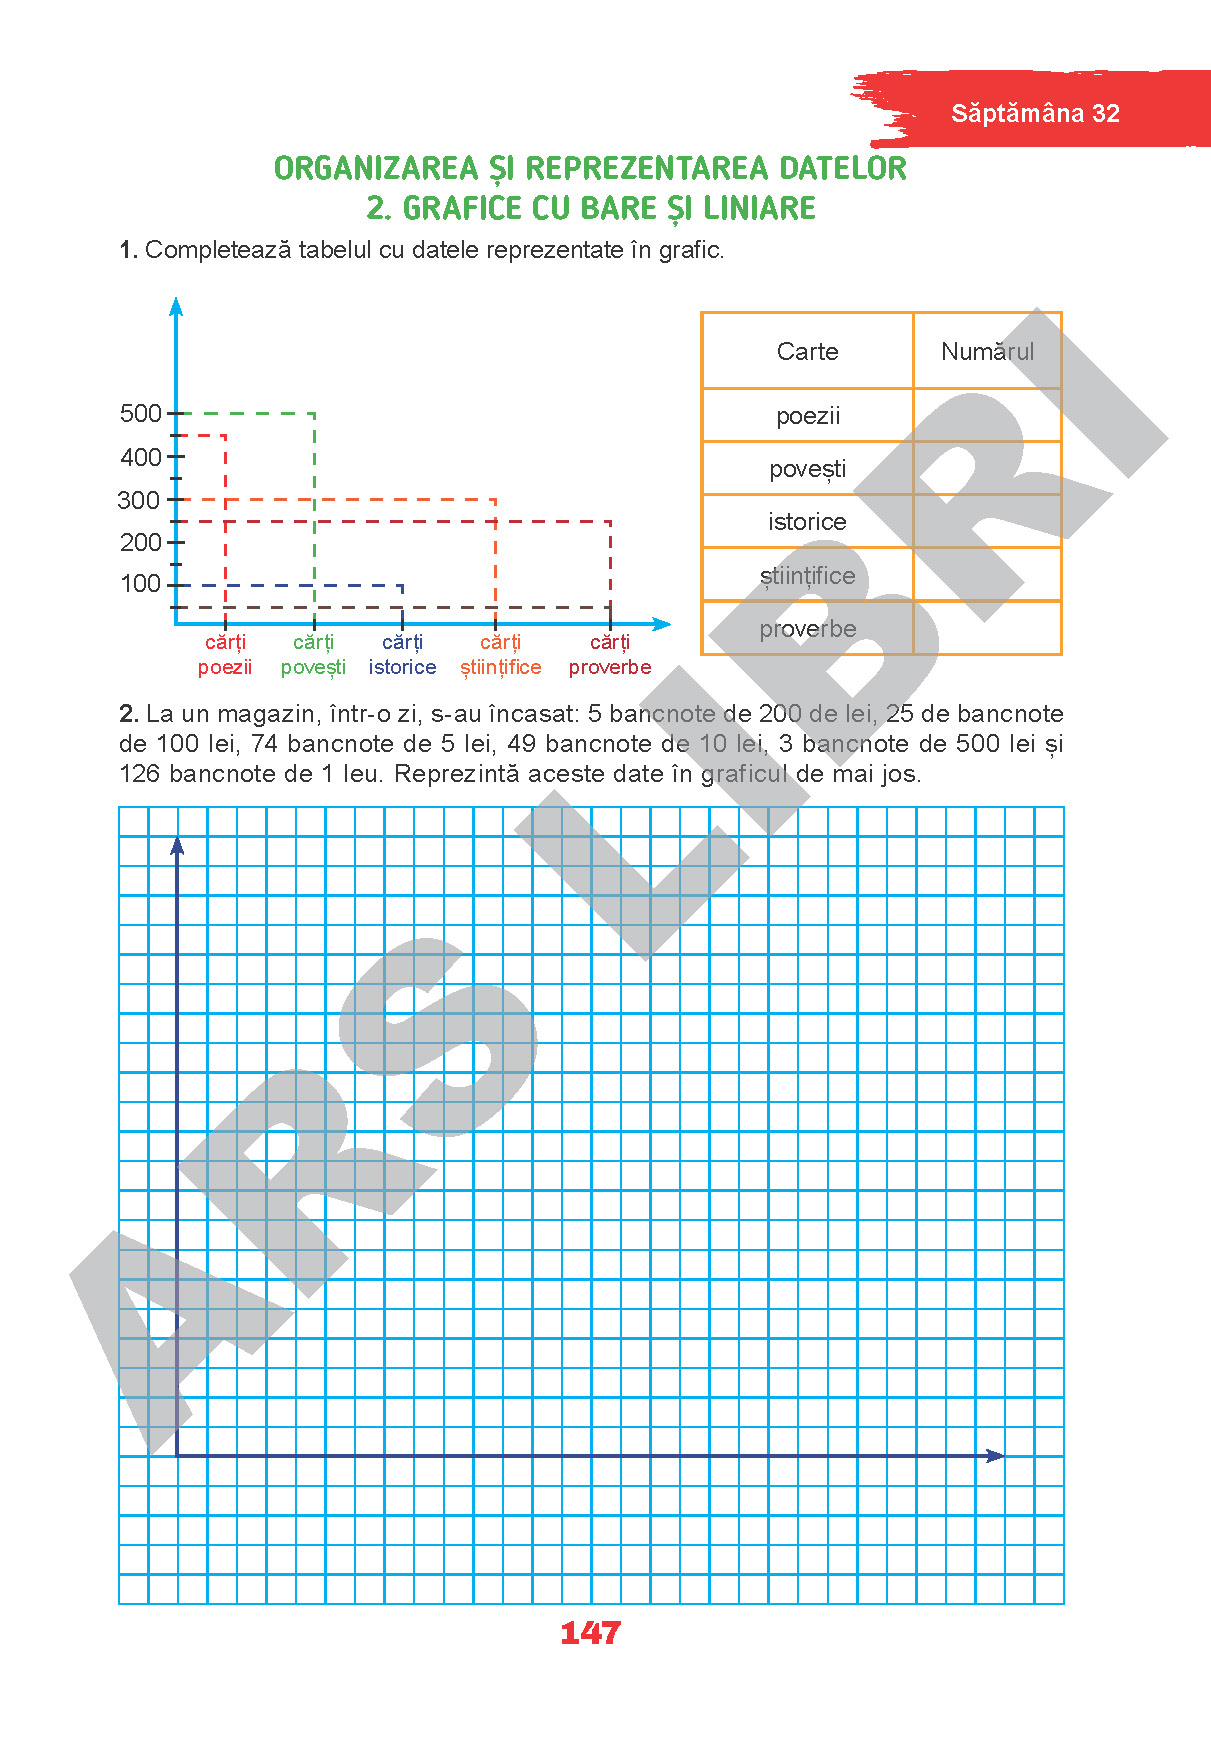 Săptămâna 32
ORGANIZAREA ȘI REPREZENTAREA DATELOR
2. GRAFICE CU BARE ȘI LINIARE
1. Completează tabelul cu datele reprezentate în grafic.
500
400
300
200
100
cărți poezii
cărți povești
cărți istorice
cărți științifice
cărți proverbe
Carte Numărul
poezii
povești
istorice
științifice
proverbe
2. La un magazin, într-o zi, s-au încasat: 5 bancnote de 200 de lei, 25 de bancnote
de 100 lei, 74 bancnote de 5 lei, 49 bancnote de 10 lei, 3 bancnote de 500 lei și
126 bancnote de 1 leu. Reprezintă aceste date în graficul de mai jos.
ARS LIBRI
147